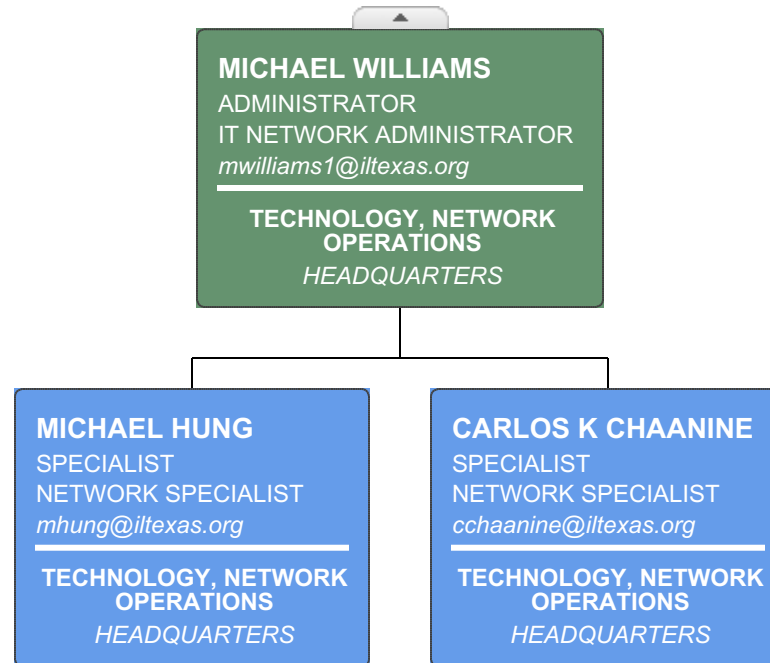 MICHAEL WILLIAMS
ADMINISTRATOR
IT NETWORK ADMINISTRATOR
mwilliams1@iltexas.org
TECHNOLOGY, NETWORK
OPERATIONS
HEADQUARTERS
MICHAEL HUNG
SPECIALIST
NETWORK SPECIALIST
mhung@iltexas.org
TECHNOLOGY, NETWORK
OPERATIONS
HEADQUARTERS
CARLOS K CHAANINE
SPECIALIST
NETWORK SPECIALIST
cchaanine@iltexas.org
TECHNOLOGY, NETWORK
OPERATIONS
HEADQUARTERS